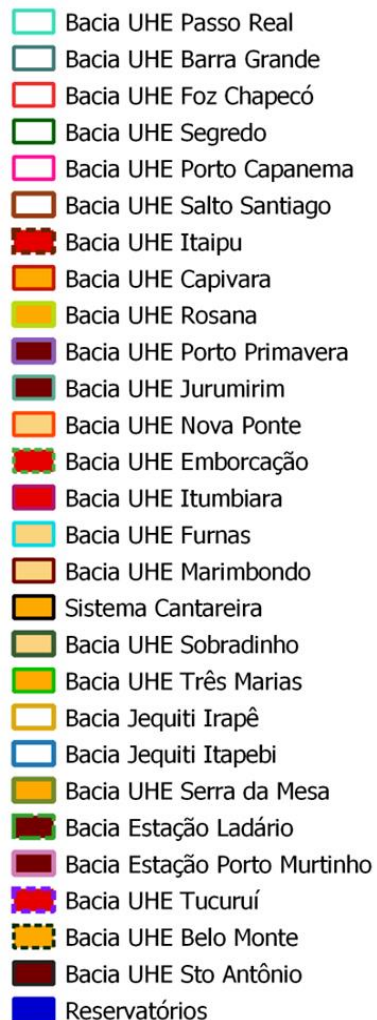 Bacia UHE Passo Real
Bacia UHE Barra Grande
Bacia UHE Foz Chapecó
Bacia UHE Segredo
Bacia UHE Porto Capanema
Bacia UHE Salto Santiago
Bacia UHE Itaipu
Bacia UHE Capivara
Bacia UHE Rosana
Bacia UHE Porto Primavera
Bacia UHE Jurumirim
Bacia UHE Nova Ponte
Bacia UHE Emborcação
Bacia UHE Itumbiara
Bacia UHE Furnas
Bacia UHE Marimbondo
Sistema Cantareira
Bacia UHE Sobradinho
Bacia UHE Três Marias
Bacia Jequiti Irapê
Bacia Jequiti Itapebi
Bacia UHE Serra da Mesa
Bacia Estação Ladário
Bacia Estação Porto Murtinho
Bacia UHE Tucuruí
Bacia UHE Belo Monte
Bacia UHE Sto Antônio
Reservatórios